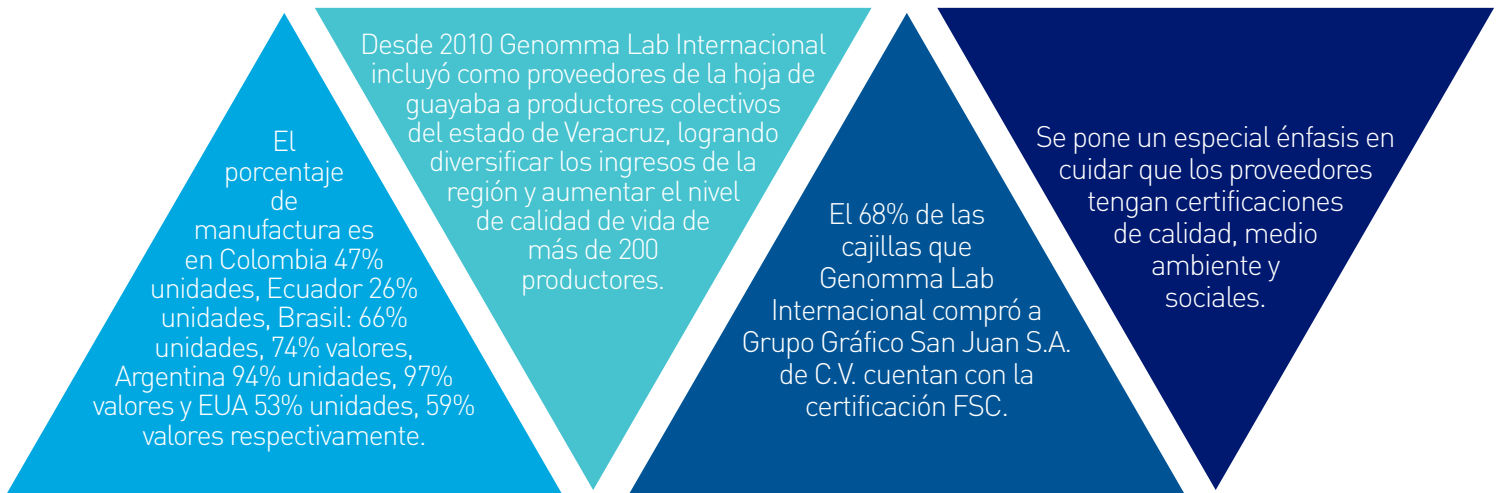 El
porcentaje
de
manufactura es
en Colombia 47%
unidades, Ecuador 26%
unidades, Brasil: 66%
unidades, 74% valores,
Argentina 94% unidades, 97%
valores y EUA 53% unidades, 59%
valores respectivamente.
Desde 2010 Genomma Lab Internacional
incluyó como proveedores de la hoja de
guayaba a productores colectivos
del estado de Veracruz, logrando
diversificar los ingresos de la
región y aumentar el nivel
de calidad de vida de
más de 200
productores.
El 68% de las
cajillas que
Genomma Lab
Internacional compró a
Grupo Gráfico San Juan S.A.
de C.V. cuentan con la
certificación FSC.
Se pone un especial énfasis en
cuidar que los proveedores
tengan certificaciones
de calidad, medio
ambiente y
sociales.